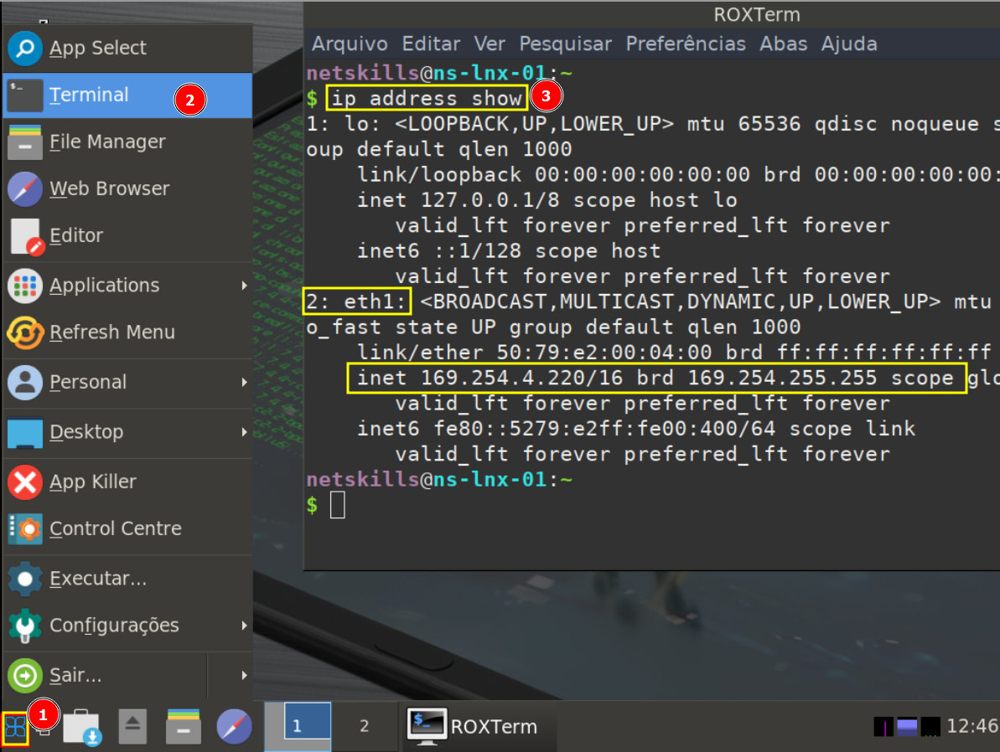 App Select
Terminal
2
File Manager
Web Browser
Editor
Applications
Refresh Menu
Personal
Desktop
App Killer
Control Centre
Executar...
Configurações
Sair...
ROXTerm
Arquivo Editar Ver Pesquisar Preferências Abas Ajuda
netskills@ns-lnx-01:~
$ ip address show
3
1: lo: <LOOPBACK,UP,LOWER_UP> mtu 65536 qdisc noqueue s
oup default qlen 1000
link/loopback 00:00:00:00:00:00 brd 00:00:00:00:00:
inet 127.0.0.1/8 scope host lo
valid_lft forever preferred_lft forever
inet6 ::1/128 scope host
valid_lft forever preferred_lft forever
2: eth1: <BROADCAST,MULTICAST,DYNAMIC,UP,LOWER_UP> mtu
o_fast state UP group default qlen 1000
link/ether 50:79:e2:00:04:00 brd ff:ff:ff:ff:ff:ff
inet 169.254.4.220/16 brd 169.254.255.255 scope glo
valid_lft forever preferred_lft forever
inet6 fe80::5279:e2ff:fe00:400/64 scope link
valid_lft forever preferred_lft forever
netskills@ns-lnx-01:~
$
1
1 2 ROXTerm 12:46